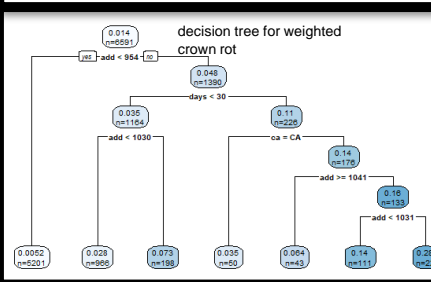 decision tree for weighted
crown rot
0.014
n=6591
yes add < 954 no
0.048
n=1390
days < 30
0.035
n=1164
0.11
n=226
add < 1030
ca = CA
0.14
n=176
add >= 1041
0.16
n=133
add < 1031
0.0052
n=5201
0.028
n=966
0.073
n=198
0.035
n=50
0.064
n=43
0.14
n=111